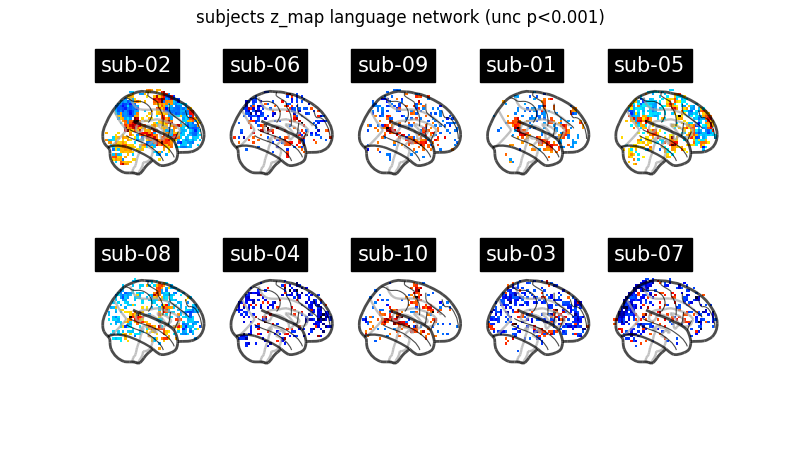 subjects z_map language network (unc p<0.001)
sub-02 sub-06 sub-09 sub-01 sub-05
sub-08 sub-04 sub-10 sub-03 sub-07